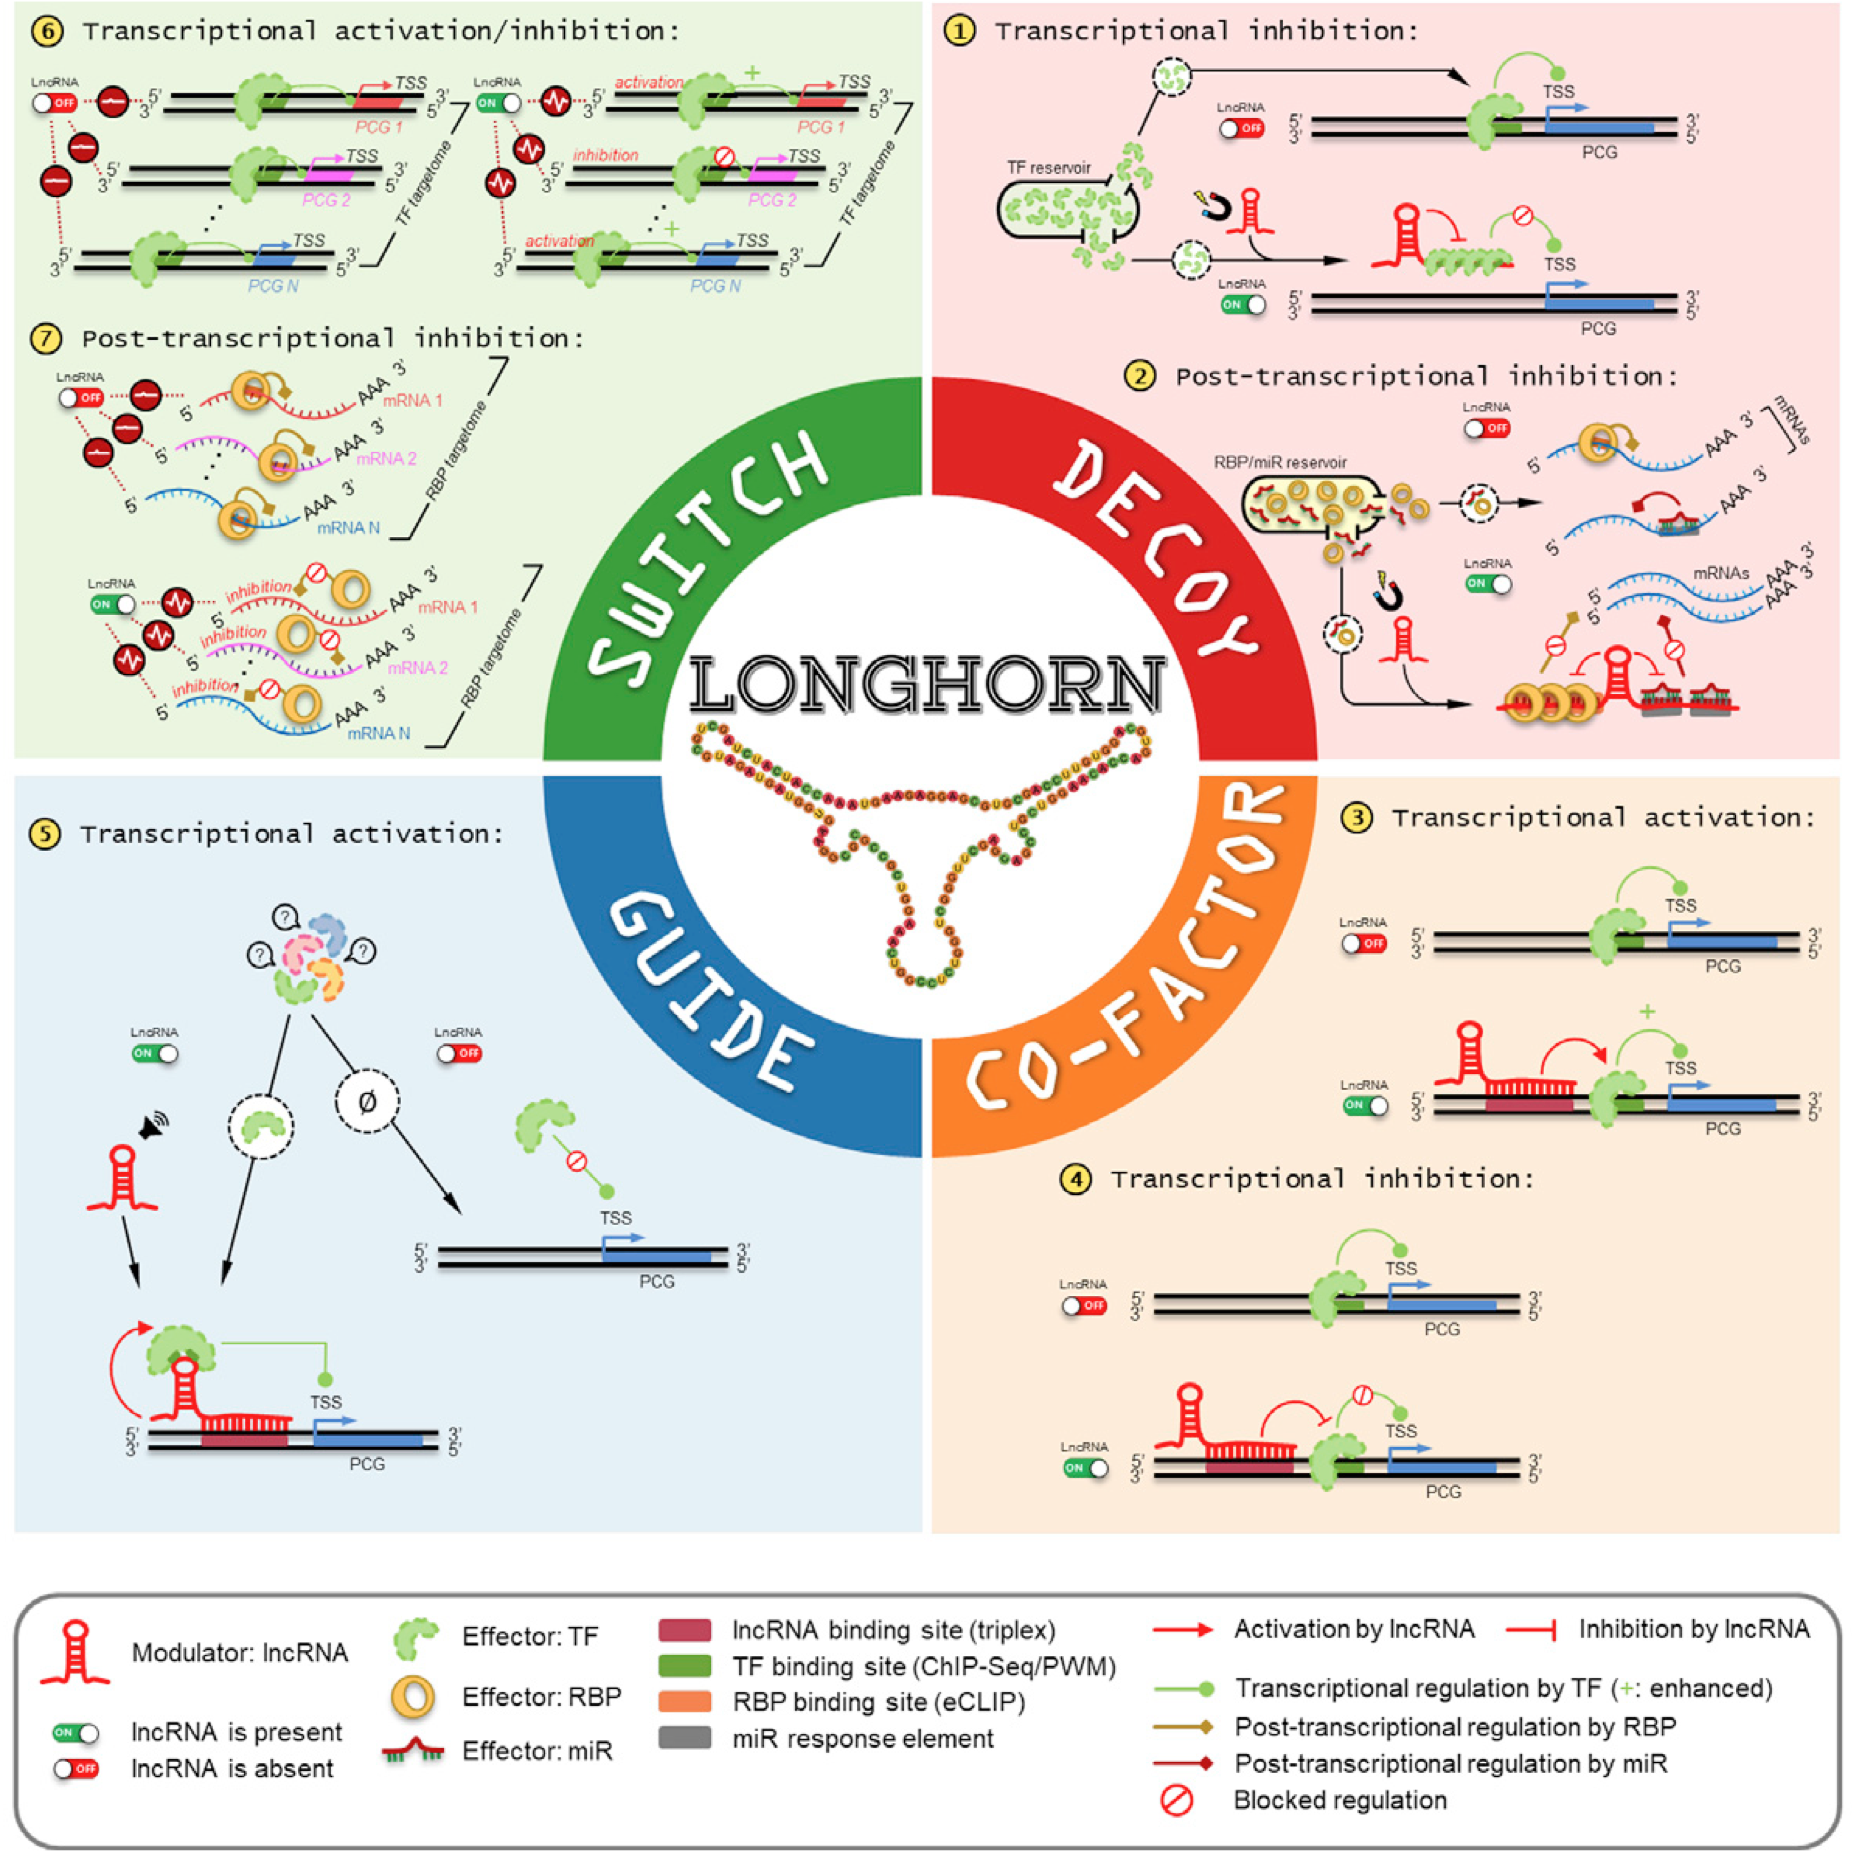 6 Transcriptional activation/inhibition:
LncRNA
OFF
5'
3'
TSS
3'
5'
PCG 1
5'
3'
TSS
3'
5'
PCG 2
5'
3'
TSS
3'
5'
PCG N
TF targetome
LncRNA
ON
5'
3'
activation
+
TSS
3'
5'
PCG 1
inhibition
5'
3'
TSS
3'
5'
PCG 2
activation
+
5'
3'
TSS
3'
5'
PCG N
TF targetome
7 Post-transcriptional inhibition:
LncRNA
OFF
5'
AAA 3'
mRNA 1
5'
AAA 3'
mRNA 2
5'
AAA 3'
mRNA N
RBP targetome
LncRNA
ON
inhibition
5'
AAA 3'
mRNA 1
inhibition
5'
AAA 3'
mRNA 2
inhibition
5'
AAA 3'
mRNA N
RBP targetome
1 Transcriptional inhibition:
LncRNA
OFF
TSS
5'
3'
3'
5'
PCG
TF reservoir
LncRNA
ON
TSS
5'
3'
3'
5'
PCG
2 Post-transcriptional inhibition:
LncRNA
OFF
5'
AAA 3'
mRNAs
RBP/miR reservoir
5'
AAA 3'
LncRNA
ON
mRNAs
5'
AAA 3'
5'
AAA 3'
SWITCH
DECOY
LONGHORN
GUIDE
CO-FACTOR
5 Transcriptional activation:
?
?
?
LncRNA
ON
LncRNA
OFF
Ø
TSS
5'
3'
3'
5'
PCG
TSS
5'
3'
3'
5'
PCG
3 Transcriptional activation:
LncRNA
OFF
TSS
5'
3'
3'
5'
PCG
LncRNA
ON
+
TSS
5'
3'
3'
5'
PCG
4 Transcriptional inhibition:
LncRNA
OFF
TSS
5'
3'
3'
5'
PCG
LncRNA
ON
TSS
5'
3'
3'
5'
PCG
Modulator: lncRNA
ON lncRNA is present
OFF lncRNA is absent
Effector: TF
Effector: RBP
Effector: miR
lncRNA binding site (triplex)
TF binding site (ChIP-Seq/PWM)
RBP binding site (eCLIP)
miR response element
Activation by lncRNA
Inhibition by lncRNA
Transcriptional regulation by TF (+: enhanced)
Post-transcriptional regulation by RBP
Post-transcriptional regulation by miR
Blocked regulation